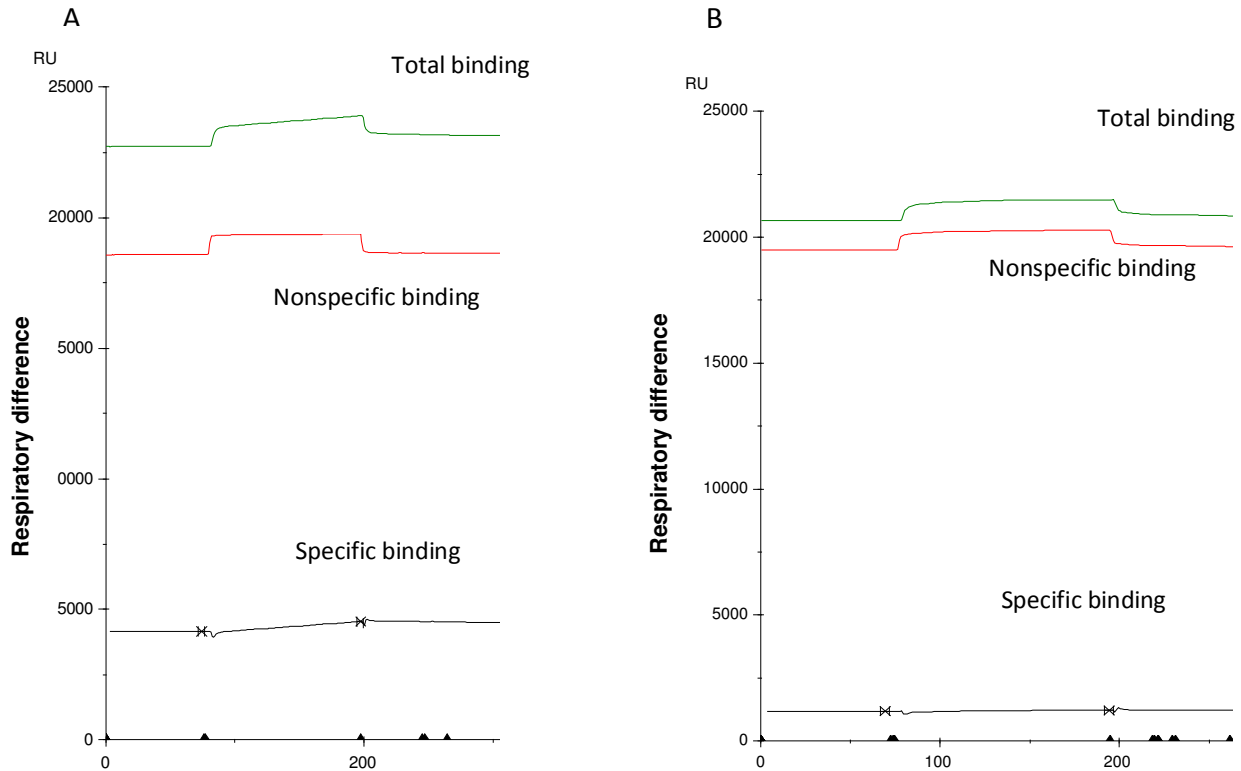 A
RU
Total binding
25000
20000
Nonspecific binding
5000
0000
Specific binding
5000
0
0
200
Respiratory difference
B
RU
25000
Total binding
20000
Nonspecific binding
15000
10000
Specific binding
5000
0
0
100
200
Respiratory difference